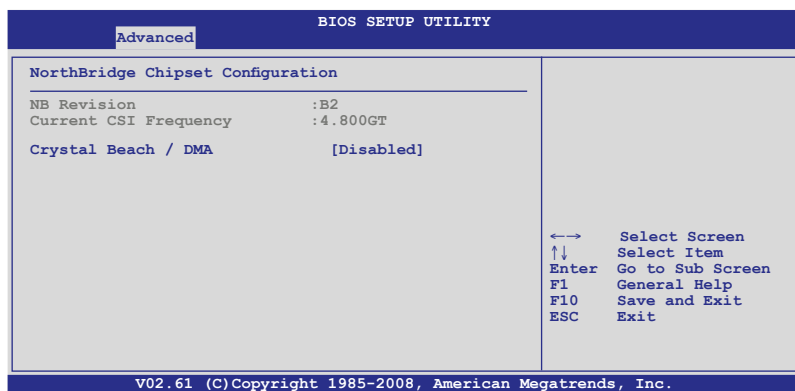 BIOS SETUP UTILITY
Advanced
NorthBridge Chipset Configuration
NB Revision :B2
Current CSI Frequency :4.800GT
Crystal Beach / DMA [Disabled]
←→ Select Screen
↑↓ Select Item
Enter Go to Sub Screen
F1 General Help
F10 Save and Exit
ESC Exit
V02.61 (C)Copyright 1985-2008, American Megatrends, Inc.